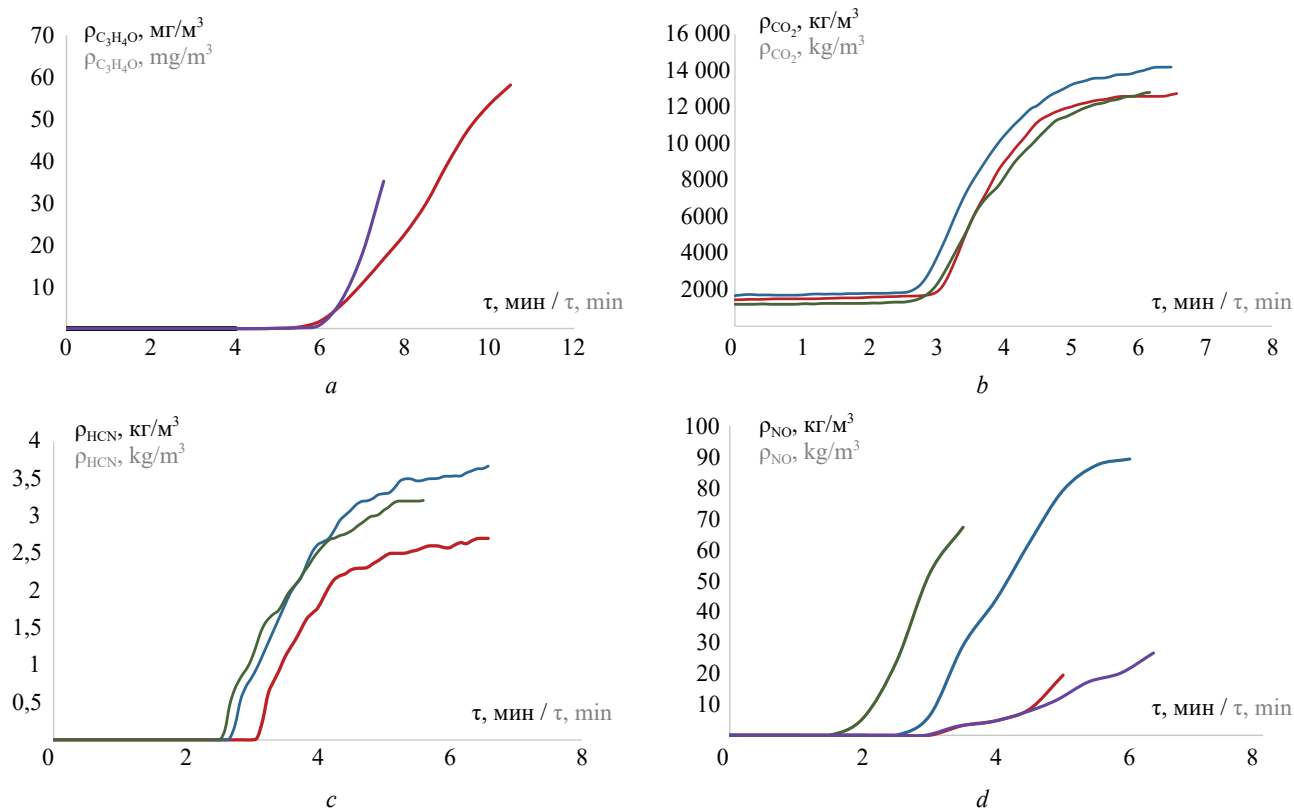 ρC₃H₄O, мг/м³
ρC₃H₄O, mg/m³
70
60
50
40
30
20
10
τ, мин / τ, min
0 2 4 6 8 10 12
a
ρCO₂, кг/м³
ρCO₂, kg/m³
16 000
14 000
12 000
10 000
8000
6000
4000
2000
τ, мин / τ, min
0 1 2 3 4 5 6 7 8
b
ρHCN, кг/м³
ρHCN, kg/m³
4
3,5
3
2,5
2
1,5
1
0,5
τ, мин / τ, min
0 2 4 6 8
c
ρNO, кг/м³
ρNO, kg/m³
100
90
80
70
60
50
40
30
20
10
τ, мин / τ, min
0 2 4 6 8
d